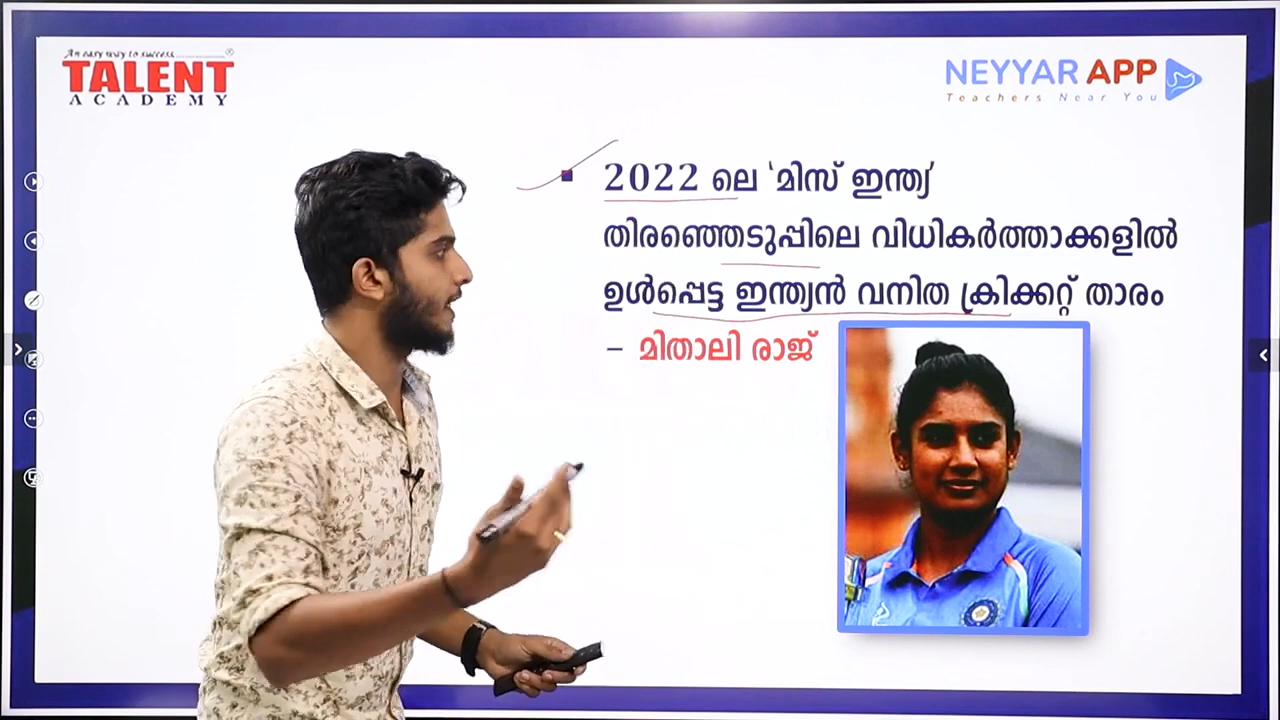 An easy way to success
TALENT
ACADEMY
NEYYAR APP
Teachers Near You
2022 ലെ 'മിസ് ഇന്ത്യ'
തിരഞ്ഞെടുപ്പിലെ വിധികർത്താക്കളിൽ
ഉൾപ്പെട്ട ഇന്ത്യൻ വനിത ക്രിക്കറ്റ് താരം
– മിതാലി രാജ്